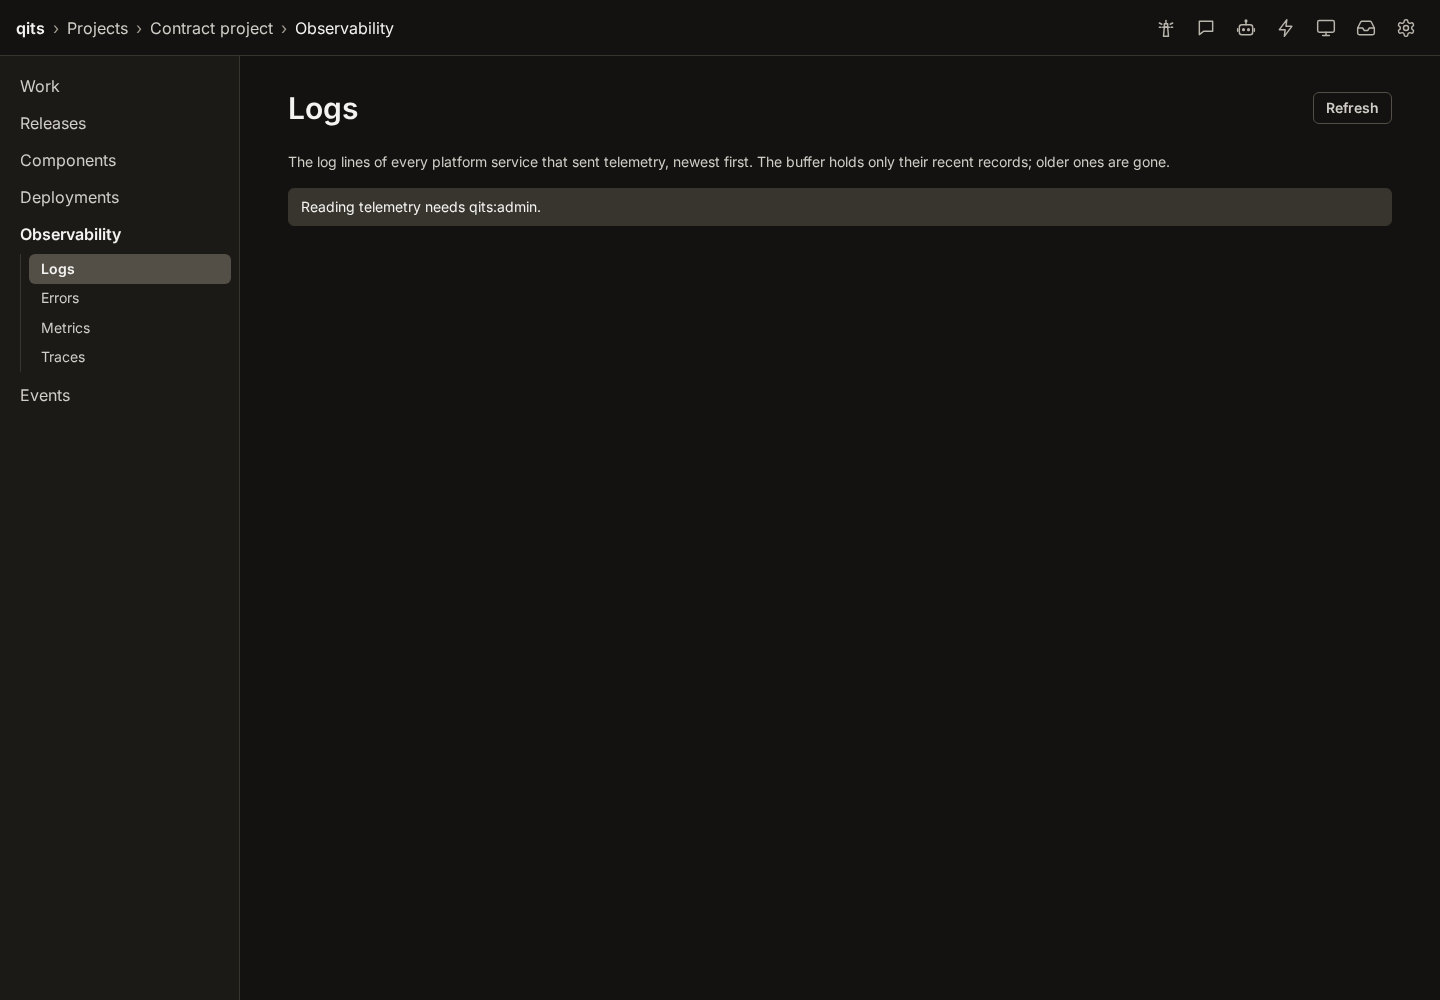 qits › Projects › Contract project › Observability
Work
Releases
Components
Deployments
Observability
Logs
Errors
Metrics
Traces
Events
Logs
Refresh
The log lines of every platform service that sent telemetry, newest first. The buffer holds only their recent records; older ones are gone.
Reading telemetry needs qits:admin.